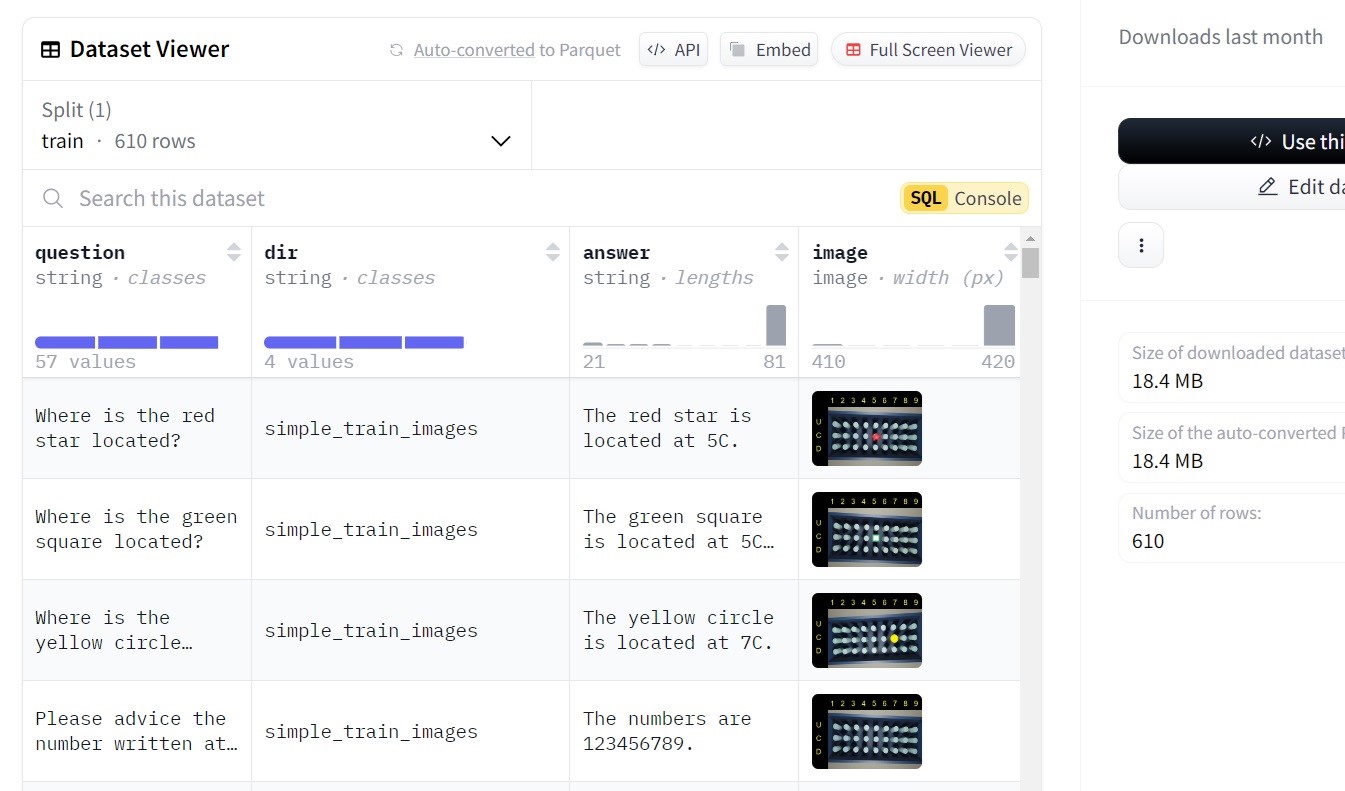 Dataset Viewer
Auto-converted to Parquet
</> API
Embed
Full Screen Viewer
Split (1)
train · 610 rows
Search this dataset
SQL Console
question
string · classes
57 values
dir
string · classes
4 values
answer
string · lengths
21 81
image
image · width (px)
410 420
Where is the red
star located?
simple_train_images
The red star is
located at 5C.
1 2 3 4 5 6 7 8 9
U
C
D
Where is the green
square located?
simple_train_images
The green square
is located at 5C…
1 2 3 4 5 6 7 8 9
U
C
D
Where is the
yellow circle…
simple_train_images
The yellow circle
is located at 7C.
1 2 3 4 5 6 7 8 9
U
C
D
Please advice the
number written at…
simple_train_images
The numbers are
123456789.
1 2 3 4 5 6 7 8 9
U
C
D
Downloads last month
</> Use thi
Edit da
Size of downloaded dataset
18.4 MB
Size of the auto-converted
18.4 MB
Number of rows:
610